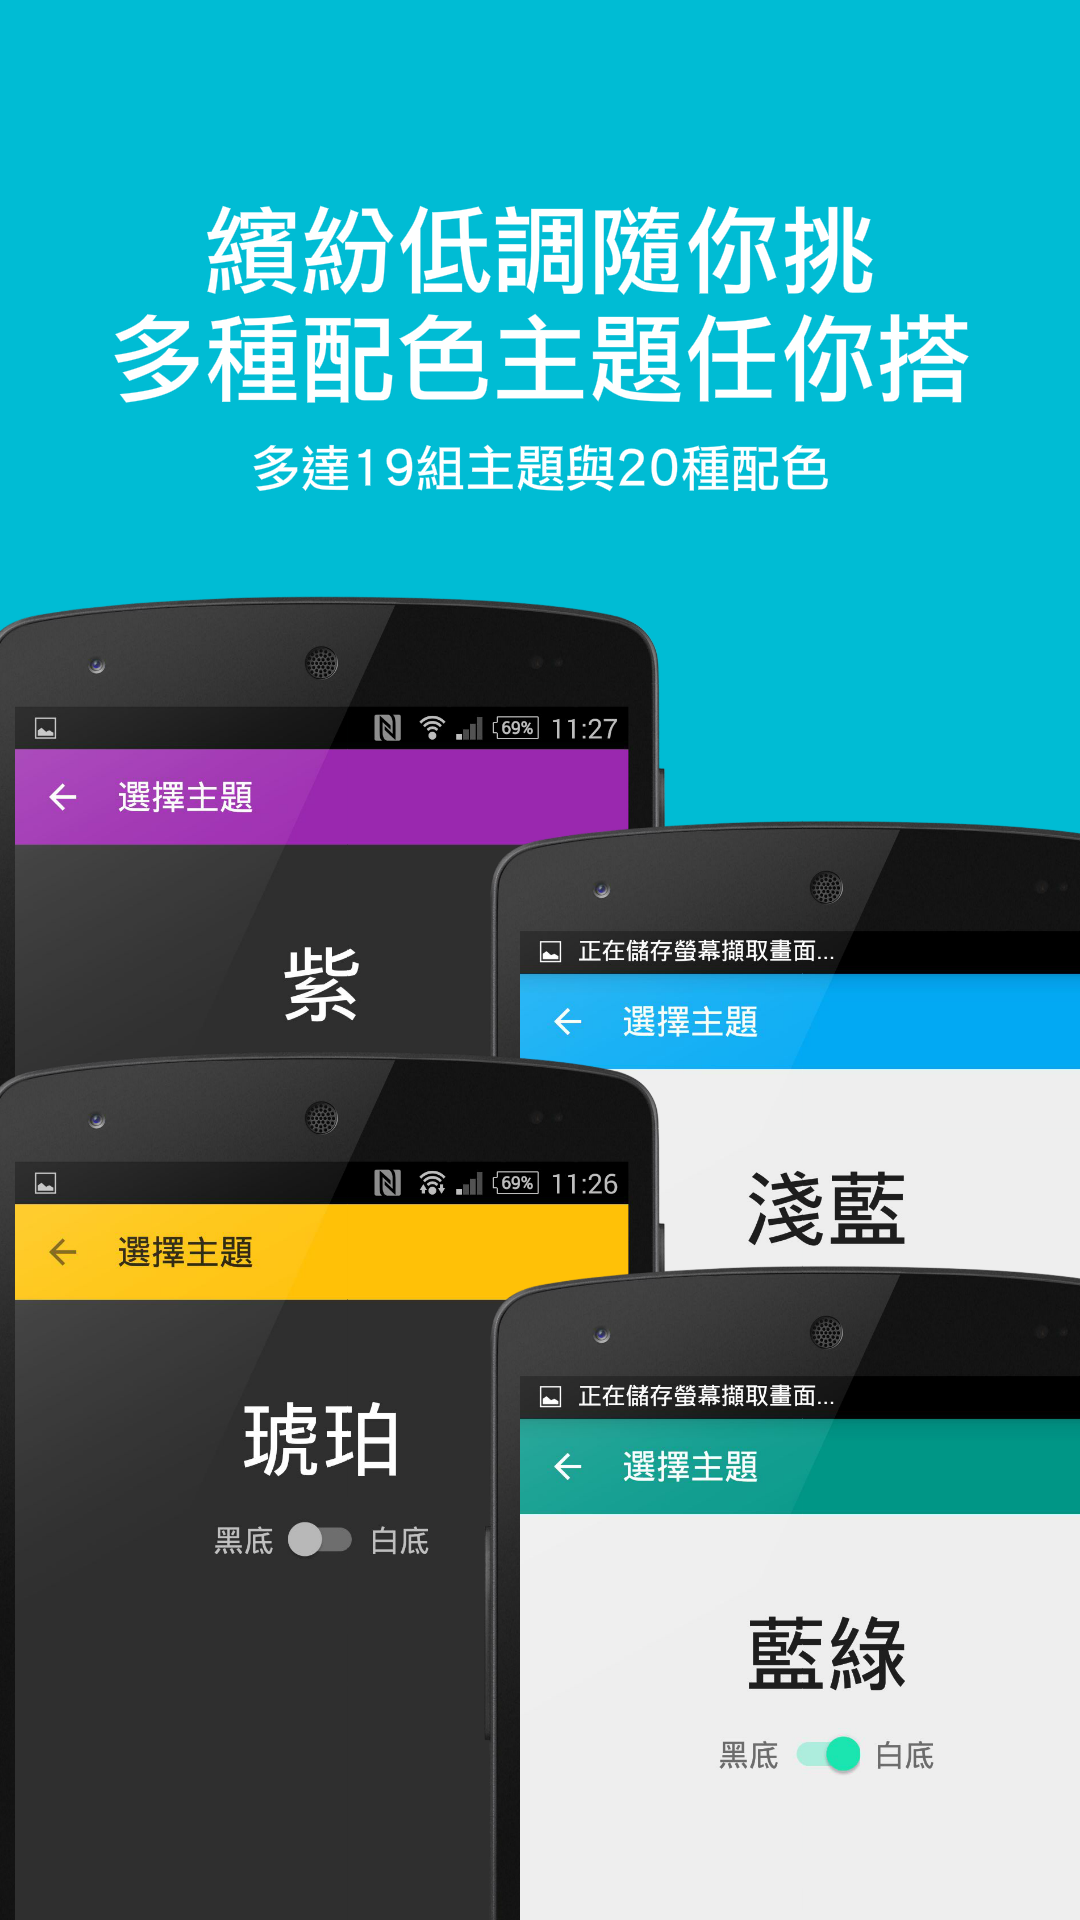 繽紛低調隨你挑
多種配色主題任你搭
多達19組主題與20種配色
69% 11:27
選擇主題
紫
正在儲存螢幕擷取畫面...
選擇主題
淺藍
69% 11:26
選擇主題
琥珀
黑底 白底
正在儲存螢幕擷取畫面...
選擇主題
藍綠
黑底 白底